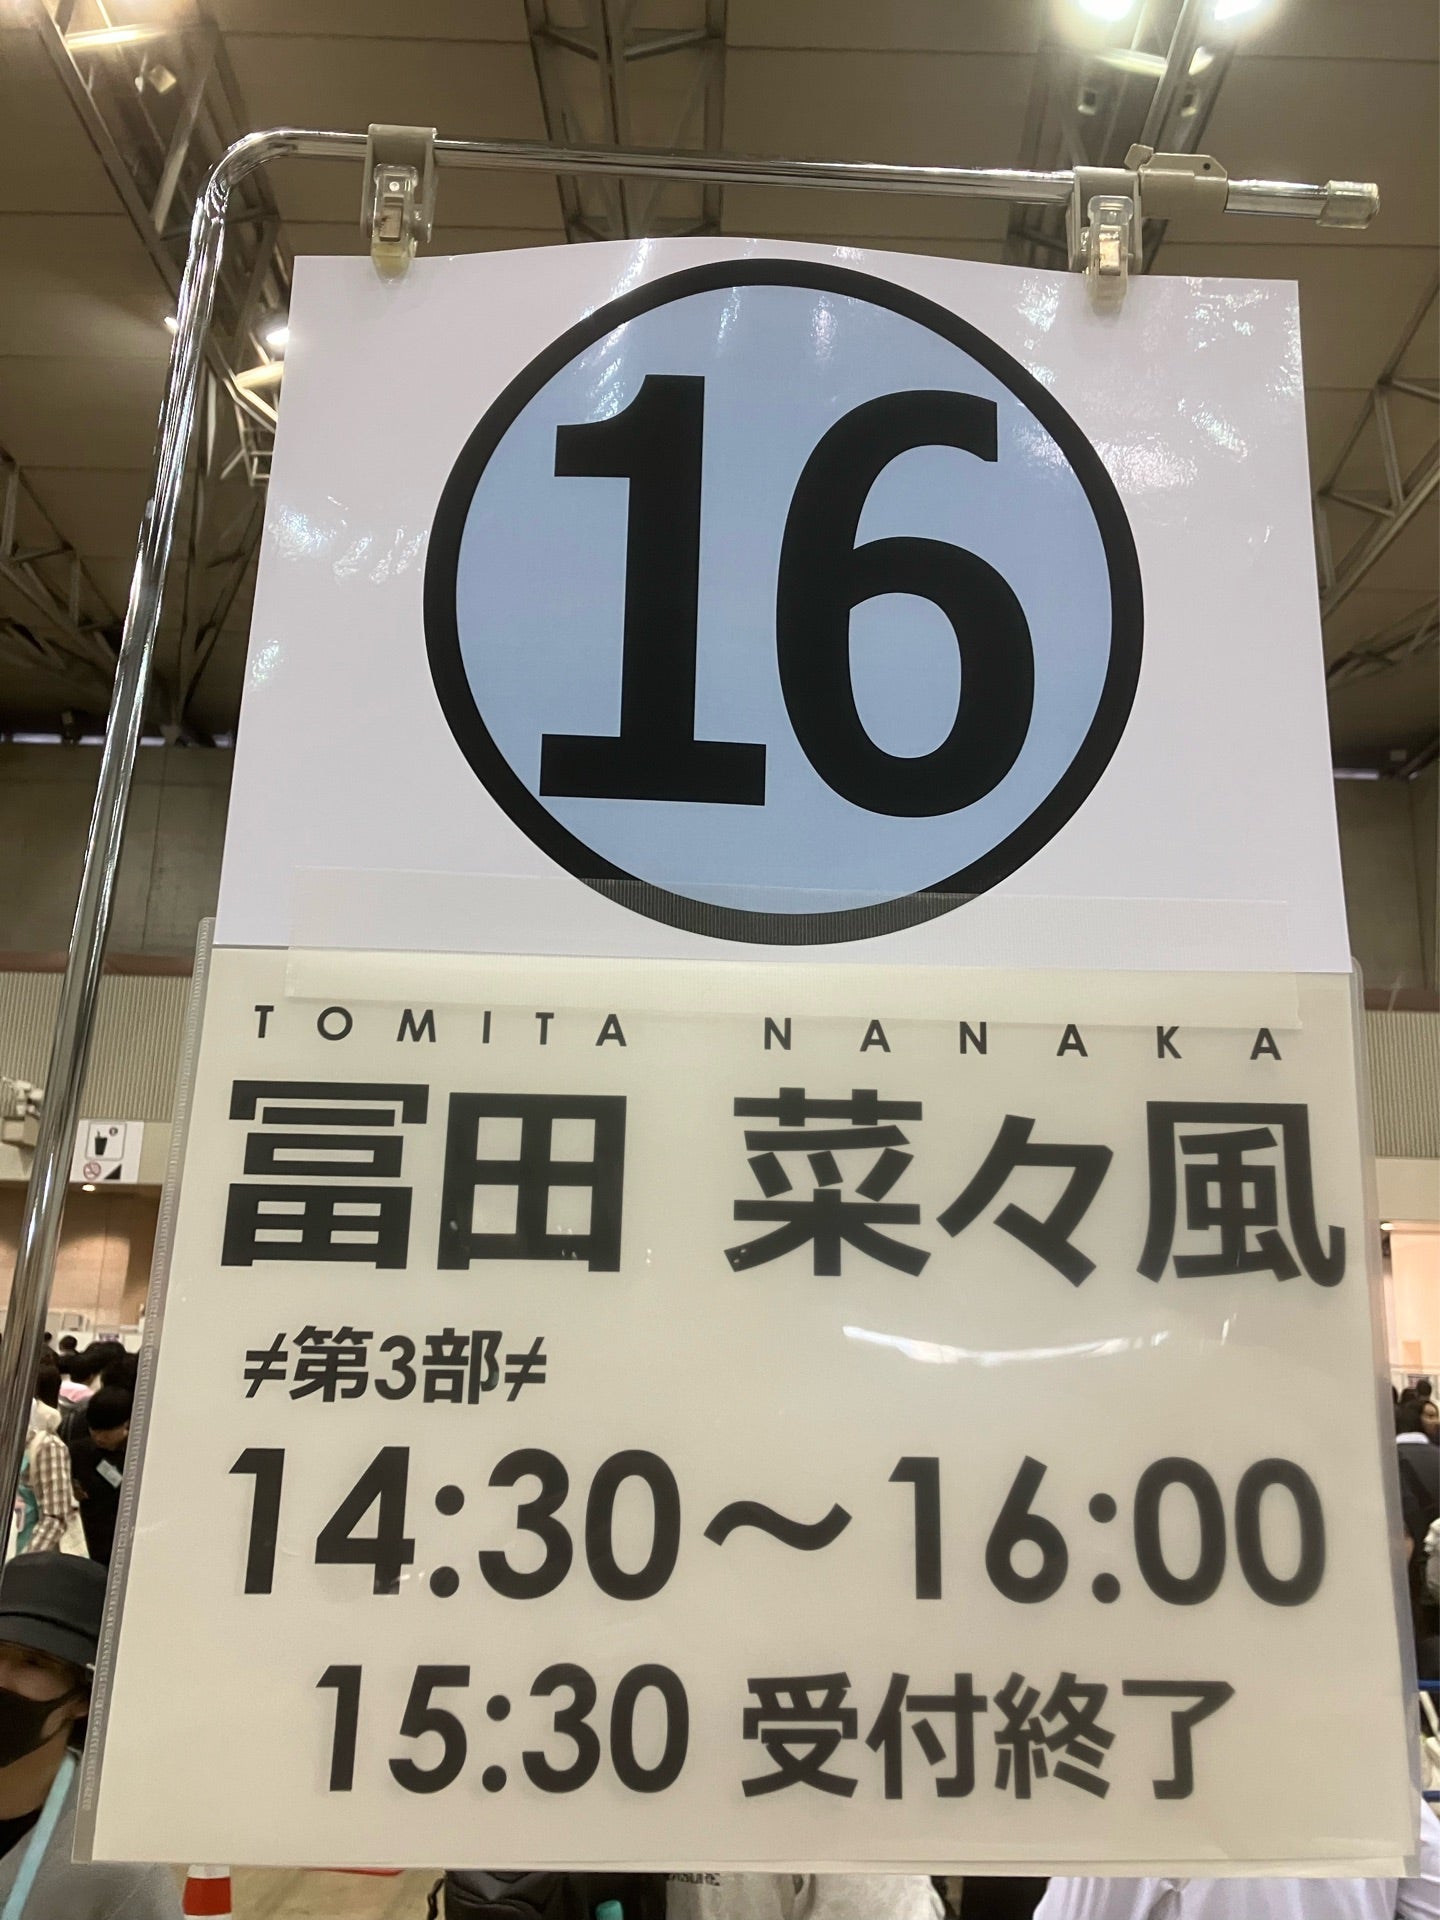 16
TOMITA NANAKA
冨田 菜々風
≠第3部≠
14:30～16:00
15:30 受付終了